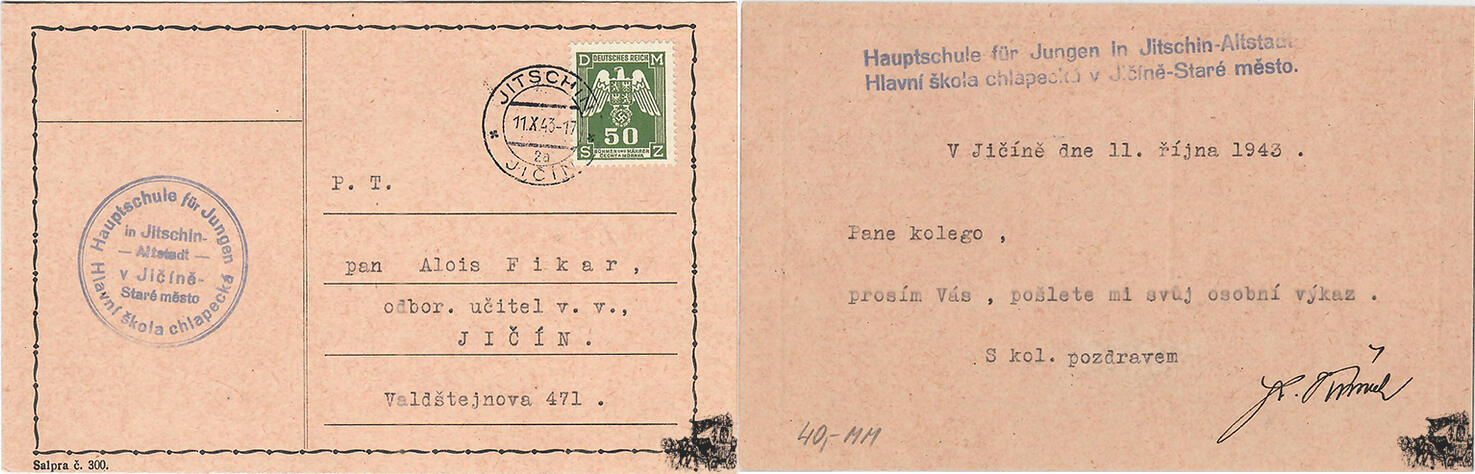 JITSCHIN
11.X.43-17
2a
JIČÍN
D M
DEUTSCHES REICH
50
S Z
BÖHMEN UND MÄHREN
ČECHY A MORAVA
Hauptschule für Jungen
in Jitschin-
— Altstadt —
v Jičíně-
Staré město
Hlavní škola chlapecká
P. T.
pan Alois Fikar,
odbor. učitel v. v.,
JIČÍN.
Valdštejnova 471 .
Salpra č. 300.
Hauptschule für Jungen in Jitschin-Altstadt
Hlavní škola chlapecká v Jičíně-Staré město.
V Jičíně dne 11. října 1943 .
Pane kolego ,
prosím Vás , pošlete mi svůj osobní výkaz .
S kol. pozdravem
40,- MM